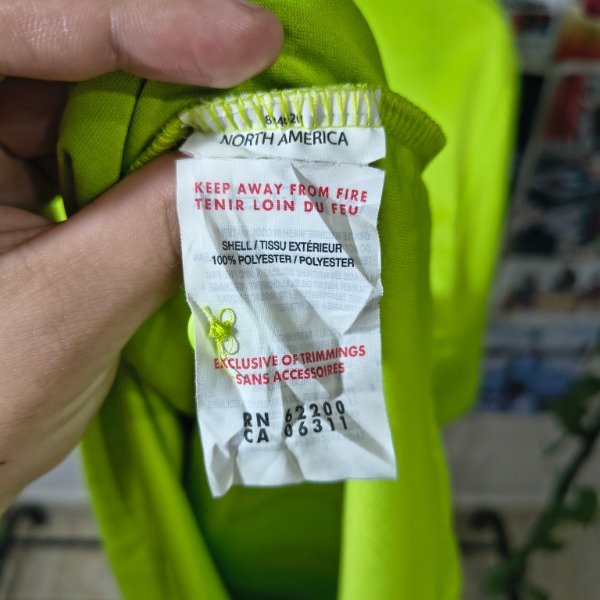 NORTH AMERICA
KEEP AWAY FROM FIRE
TENIR LOIN DU FEU
SHELL / TISSU EXTÉRIEUR
100% POLYESTER / POLYESTER
EXCLUSIVE OF TRIMMINGS
SANS ACCESSOIRES
RN 62200
CA 06311